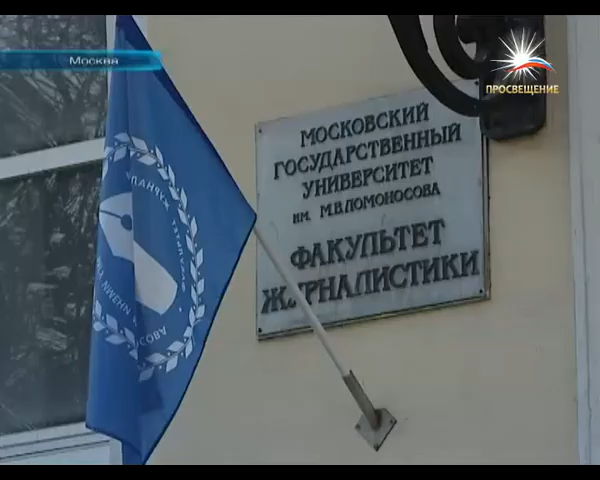 Москва
ПРОСВЕЩЕНИЕ
МОСКОВСКИЙ
ГОСУДАРСТВЕННЫЙ
УНИВЕРСИТЕТ
ИМ. М.В.ЛОМОНОСОВА
ФАКУЛЬТЕТ
ЖУРНАЛИСТИКИ